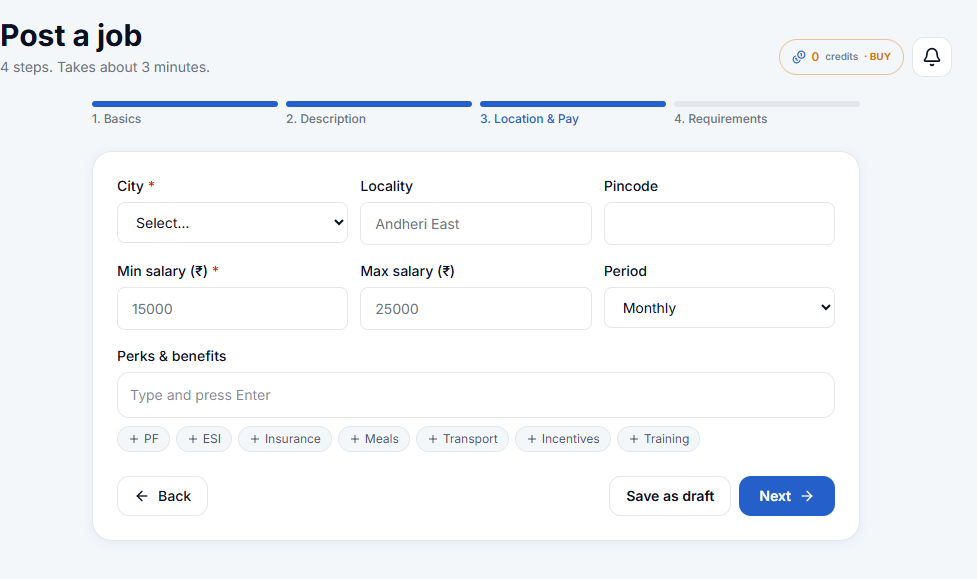 Post a job
4 steps. Takes about 3 minutes.
0 credits · BUY
1. Basics
2. Description
3. Location & Pay
4. Requirements
City *
Locality
Pincode
Select...
Andheri East
Min salary (₹) *
Max salary (₹)
Period
15000
25000
Monthly
Perks & benefits
Type and press Enter
+ PF
+ ESI
+ Insurance
+ Meals
+ Transport
+ Incentives
+ Training
← Back
Save as draft
Next →